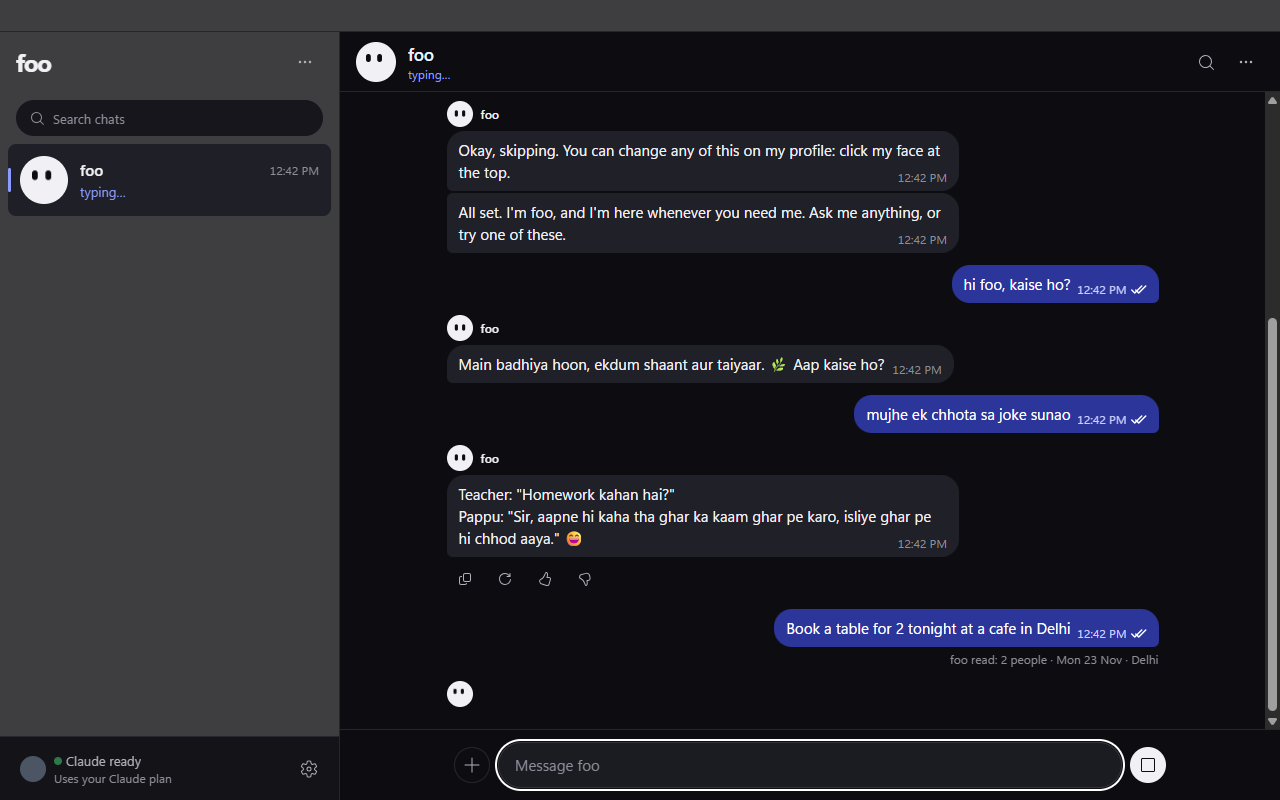 foo
Search chats
foo
12:42 PM
typing...
Claude ready
Uses your Claude plan
foo
typing...
foo
Okay, skipping. You can change any of this on my profile: click my face at
the top.
12:42 PM
All set. I'm foo, and I'm here whenever you need me. Ask me anything, or
try one of these.
12:42 PM
hi foo, kaise ho? 12:42 PM
foo
Main badhiya hoon, ekdum shaant aur taiyaar. 🌿 Aap kaise ho? 12:42 PM
mujhe ek chhota sa joke sunao 12:42 PM
foo
Teacher: "Homework kahan hai?"
Pappu: "Sir, aapne hi kaha tha ghar ka kaam ghar pe karo, isliye ghar pe
hi chhod aaya." 😄
12:42 PM
Book a table for 2 tonight at a cafe in Delhi 12:42 PM
foo read: 2 people · Mon 23 Nov · Delhi
Message foo